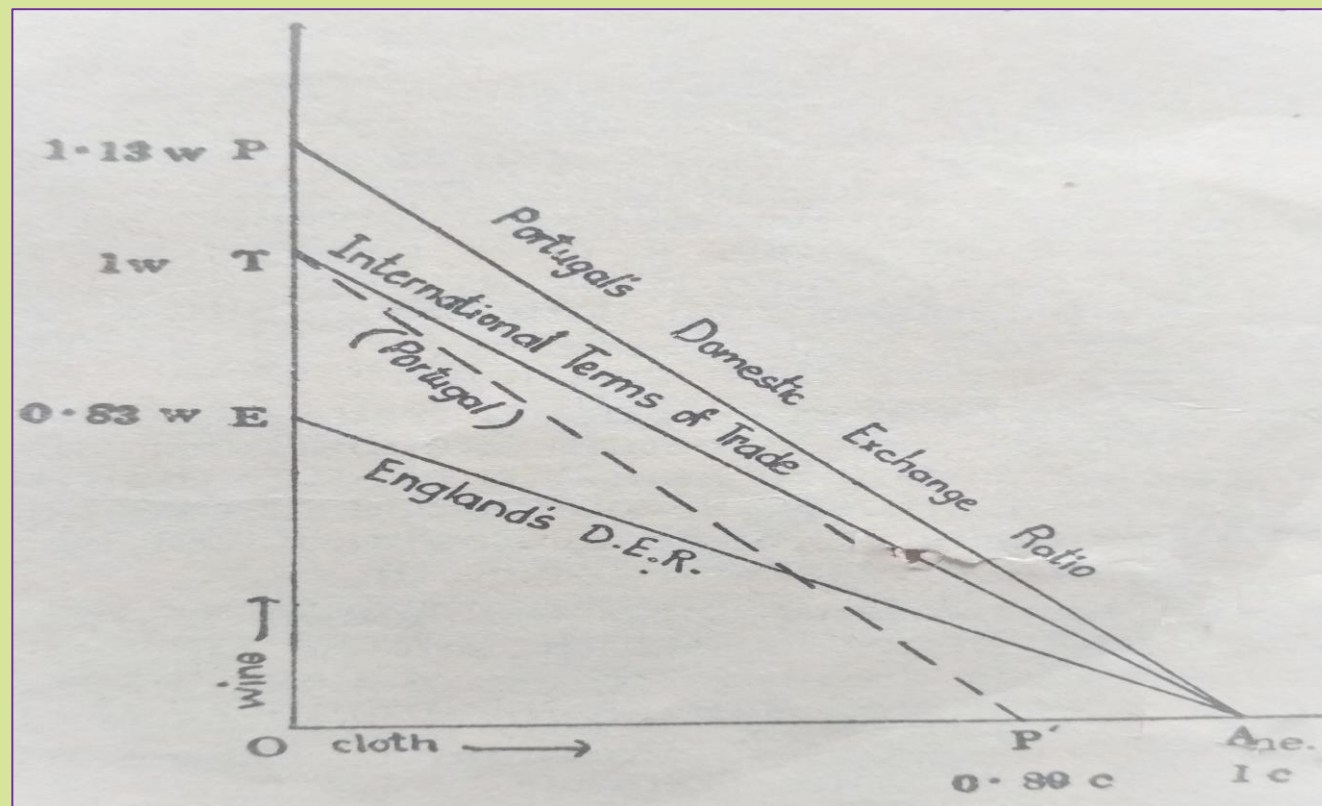 1·13 w P
1w T
0·83 w E
Portugal's Domestic Exchange Ratio
International Terms of Trade
(Portugal)
England's D.E.R.
wine
O cloth
P′ A
0·89 c 1 c